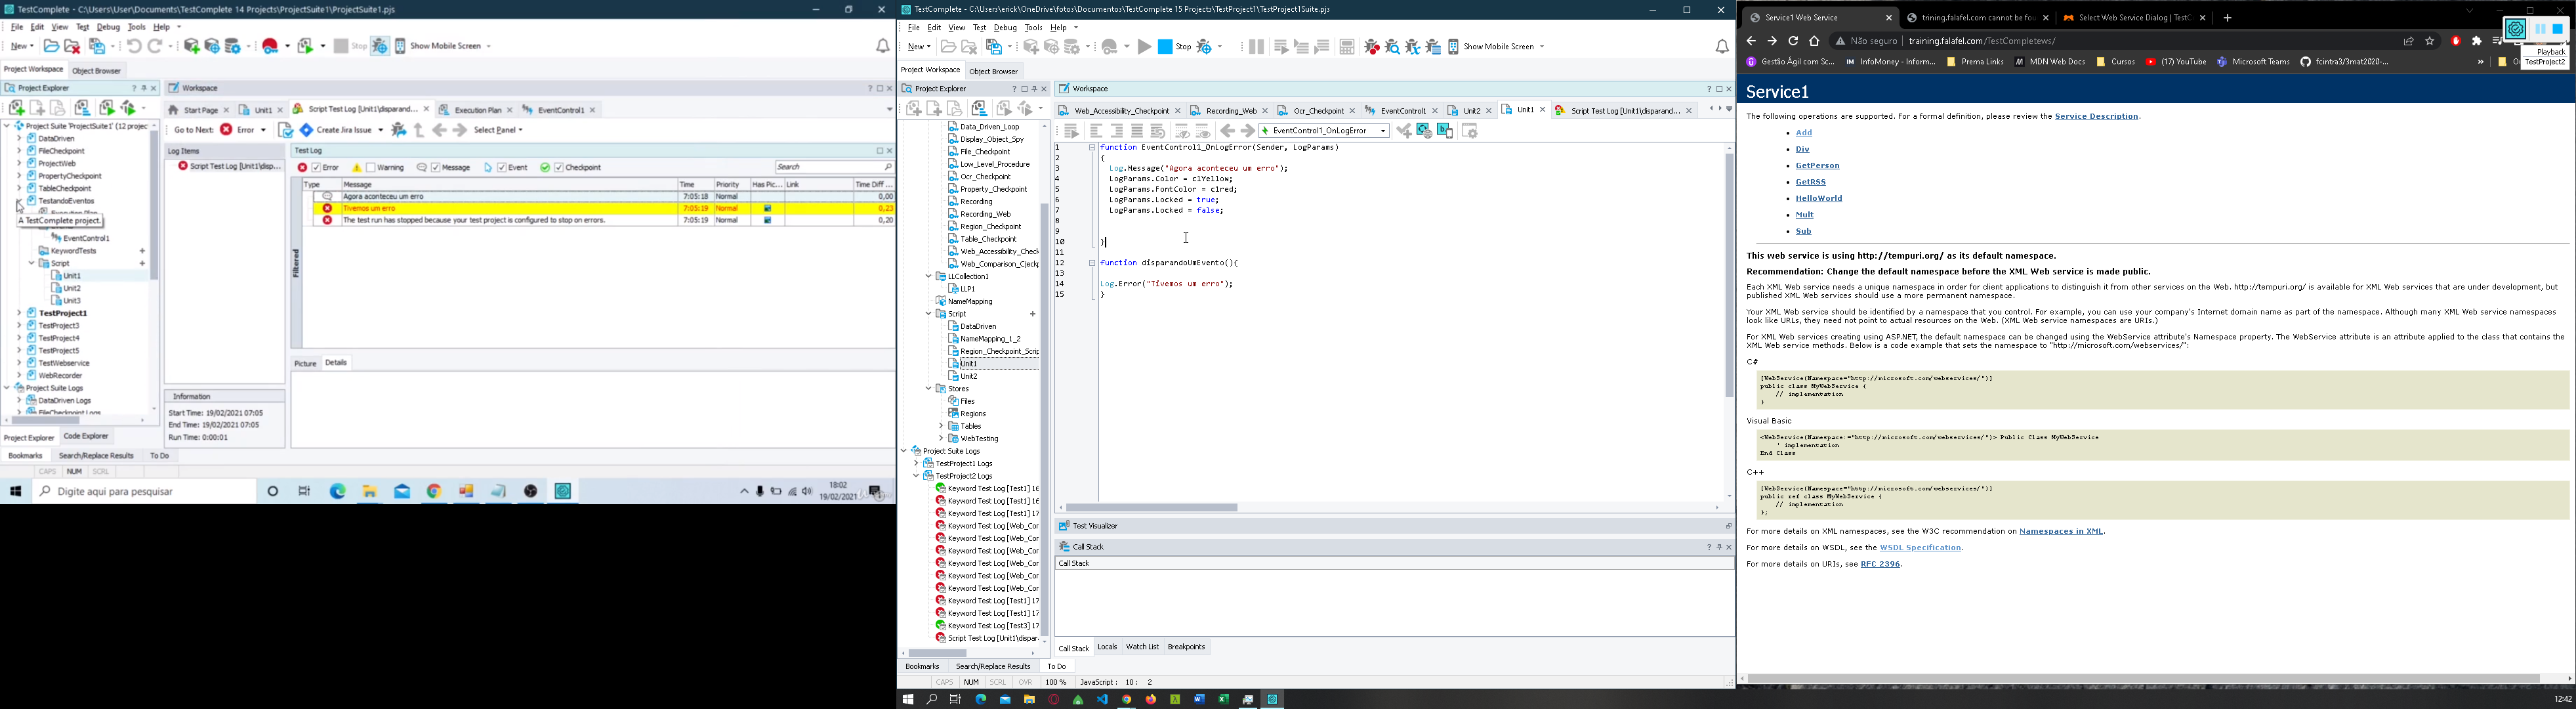 TestComplete - C:\Users\User\Documents\TestComplete 14 Projects\ProjectSuite1\ProjectSuite1.pjs
File Edit View Test Debug Tools Help
New Stop Show Mobile Screen
Project Workspace Object Browser
Project Explorer
Workspace
Start Page Unit1 Script Test Log [Unit1\disparand... Execution Plan EventControl1
Go to Next: Error Create Jira Issue Select Panel
Project Suite 'ProjectSuite1' (12 projec
DataDriven
FileCheckpoint
ProjectWeb
PropertyCheckpoint
TableCheckpoint
TestandoEventos
A TestComplete project.
EventControl1
KeywordTests
Script
Unit1
Unit2
Unit3
TestProject1
TestProject3
TestProject4
TestProject5
TestWebservice
WebRecorder
Project Suite Logs
DataDriven Logs
FileCheckpoint Logs
Project Explorer Code Explorer
Log Items
Script Test Log [Unit1\disp...
Test Log
Error Warning Message Event Checkpoint Search
Type Message Time Priority Has Pic... Link Time Diff ...
Agora aconteceu um erro 7:05:18 Normal 0,00
Tivemos um erro 7:05:19 Normal 0,23
The test run has stopped because your test project is configured to stop on errors. 7:05:19 Normal 0,20
Filtered
Picture Details
Information
Start Time: 19/02/2021 07:05
End Time: 19/02/2021 07:05
Run Time: 0:00:01
Bookmarks Search/Replace Results To Do
CAPS NUM SCRL
Digite aqui para pesquisar
18:02
19/02/2021
TestComplete - C:\Users\erick\OneDrive\fotos\Documentos\TestComplete 15 Projects\TestProject1\TestProject1Suite.pjs
File Edit View Test Debug Tools Help
New Stop Show Mobile Screen
Project Workspace Object Browser
Project Explorer
Data_Driven_Loop
Display_Object_Spy
File_Checkpoint
Low_Level_Procedure
Ocr_Checkpoint
Property_Checkpoint
Recording
Recording_Web
Region_Checkpoint
Table_Checkpoint
Web_Accessibility_Check
Web_Comparison_Cjeckp
LLCollection1
LLP1
NameMapping
Script
DataDriven
NameMapping_1_2
Region_Checkpoint_Scrip
Unit1
Unit2
Stores
Files
Regions
Tables
WebTesting
Project Suite Logs
TestProject1 Logs
TestProject2 Logs
Keyword Test Log [Test1] 16
Keyword Test Log [Test1] 16
Keyword Test Log [Test1] 17
Keyword Test Log [Web_Cor
Keyword Test Log [Web_Cor
Keyword Test Log [Web_Cor
Keyword Test Log [Web_Cor
Keyword Test Log [Web_Cor
Keyword Test Log [Web_Cor
Keyword Test Log [Test1] 17
Keyword Test Log [Test1] 17
Keyword Test Log [Test3] 17
Script Test Log [Unit1\dispar
Workspace
Web_Accessibility_Checkpoint Recording_Web Ocr_Checkpoint EventControl1 Unit2 Unit1 Script Test Log [Unit1\disparand...
EventControl1_OnLogError
1 function EventControl1_OnLogError(Sender, LogParams)
2 {
3 Log.Message("Agora aconteceu um erro");
4 LogParams.Color = clYellow;
5 LogParams.FontColor = clred;
6 LogParams.Locked = true;
7 LogParams.Locked = false;
8
9
10 }
11
12 function disparandoUmEvento(){
13
14 Log.Error("Tivemos um erro");
15 }
Test Visualizer
Call Stack
Call Stack
Call Stack Locals Watch List Breakpoints
Bookmarks Search/Replace Results To Do
CAPS NUM SCRL OVR 100 % JavaScript : 10 : 2
Service1 Web Service trining.falafel.com cannot be fou Select Web Service Dialog | TestC
Não seguro training.falafel.com/TestCompletews/
Gestão Ágil com Sc... InfoMoney - Inform... Prema Links MDN Web Docs Cursos (17) YouTube Microsoft Teams fcintra3/3mat2020-...
Playback
TestProject2
Service1
The following operations are supported. For a formal definition, please review the Service Description.
Add
Div
GetPerson
GetRSS
HelloWorld
Mult
Sub
This web service is using http://tempuri.org/ as its default namespace.
Recommendation: Change the default namespace before the XML Web service is made public.
Each XML Web service needs a unique namespace in order for client applications to distinguish it from other services on the Web. http://tempuri.org/ is available for XML Web services that are under development, but
published XML Web services should use a more permanent namespace.
Your XML Web service should be identified by a namespace that you control. For example, you can use your company's Internet domain name as part of the namespace. Although many XML Web service namespaces
look like URLs, they need not point to actual resources on the Web. (XML Web service namespaces are URIs.)
For XML Web services creating using ASP.NET, the default namespace can be changed using the WebService attribute's Namespace property. The WebService attribute is an attribute applied to the class that contains the
XML Web service methods. Below is a code example that sets the namespace to "http://microsoft.com/webservices/":
C#
[WebService(Namespace="http://microsoft.com/webservices/")]
public class MyWebService {
// implementation
}
Visual Basic
<WebService(Namespace:="http://microsoft.com/webservices/")> Public Class MyWebService
' implementation
End Class
C++
[WebService(Namespace="http://microsoft.com/webservices/")]
public ref class MyWebService {
// implementation
};
For more details on XML namespaces, see the W3C recommendation on Namespaces in XML.
For more details on WSDL, see the WSDL Specification.
For more details on URIs, see RFC 2396.
12:42